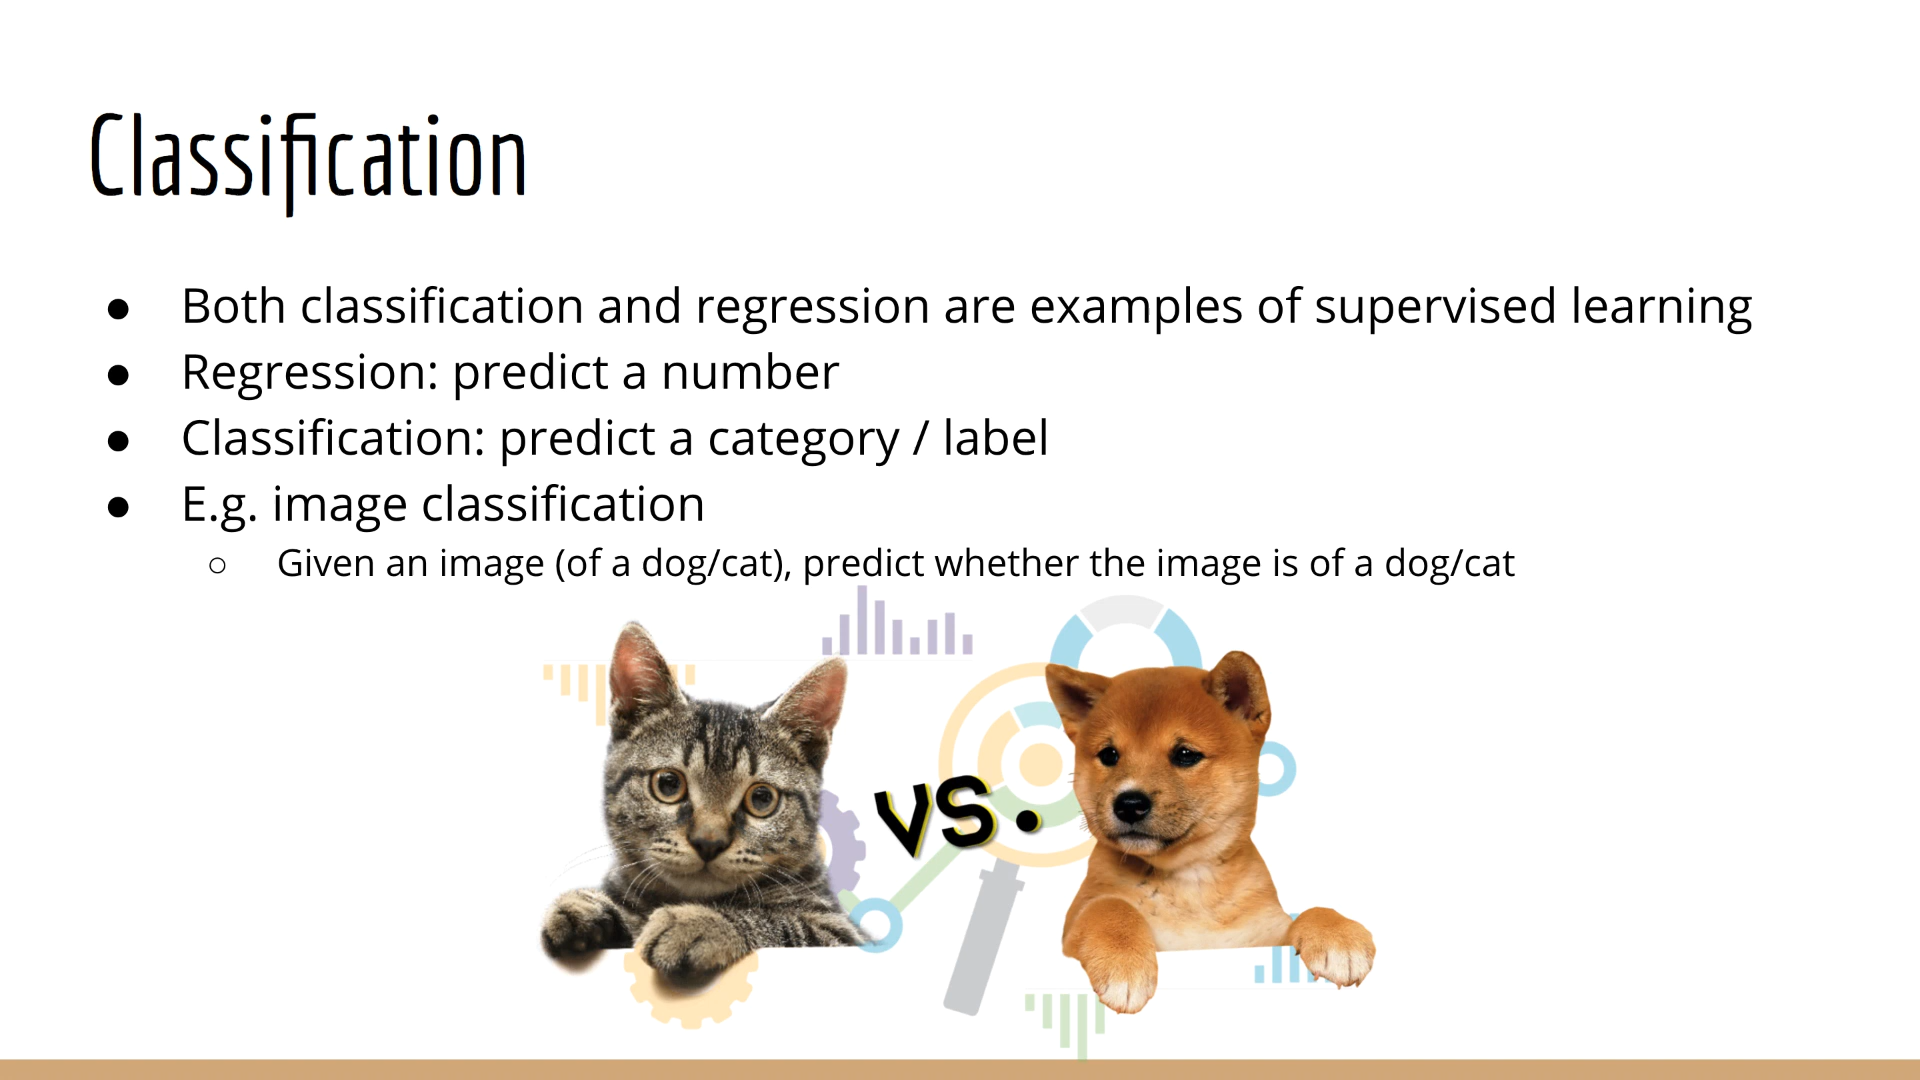 Classification
● Both classification and regression are examples of supervised learning
● Regression: predict a number
● Classification: predict a category / label
● E.g. image classification
○ Given an image (of a dog/cat), predict whether the image is of a dog/cat
vs.